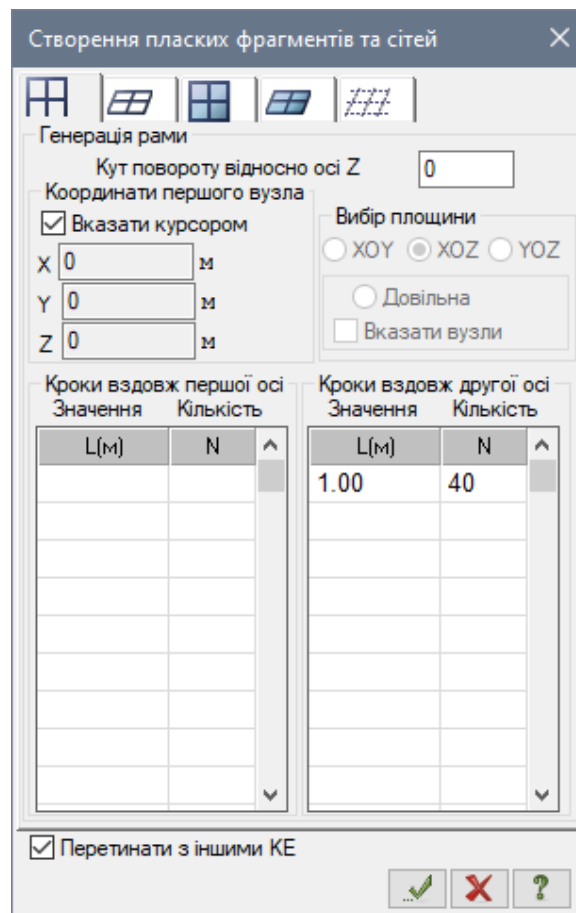 Створення пласких фрагментів та сітей
Генерація рами
Кут повороту відносно осі Z 0
Координати першого вузла
Вказати курсором
X 0 м
Y 0 м
Z 0 м
Вибір площини
XOY XOZ YOZ
Довільна
Вказати вузли
Кроки вздовж першої осі
Значення Кількість
L(м) N
Кроки вздовж другої осі
Значення Кількість
L(м) N
1.00 40
Перетинати з іншими КЕ
?